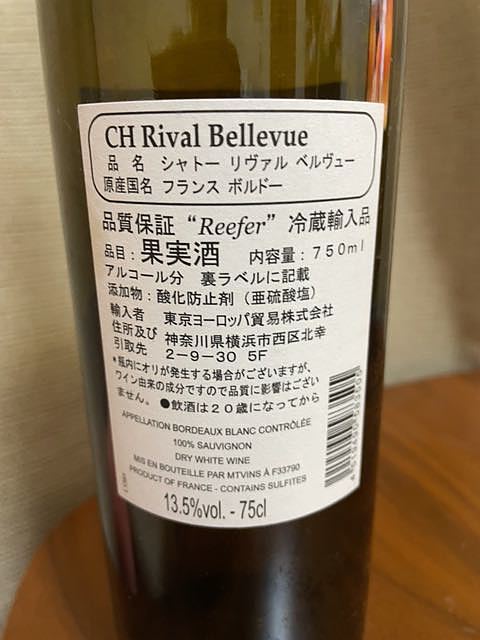 CH Rival Bellevue
品 名 シャトー リヴァル ベルヴュー
原産国名 フランス ボルドー
品質保証 “Reefer” 冷蔵輸入品
品目：果実酒 内容量：750ml
アルコール分 裏ラベルに記載
添加物：酸化防止剤（亜硫酸塩）
輸入者 東京ヨーロッパ貿易株式会社
住所及び 神奈川県横浜市西区北幸
引取先 2－9－30 5F
＊瓶内にオリが発生する場合がございますが、
ワイン由来の成分ですので品質に影響はござい
ません。 ●飲酒は20歳になってから
APPELLATION BORDEAUX BLANC CONTRÔLÉE
100% SAUVIGNON
DRY WHITE WINE
MIS EN BOUTEILLE PAR MTVINS À F33790
PRODUCT OF FRANCE - CONTAINS SULFITES
13.5%vol. - 75cl